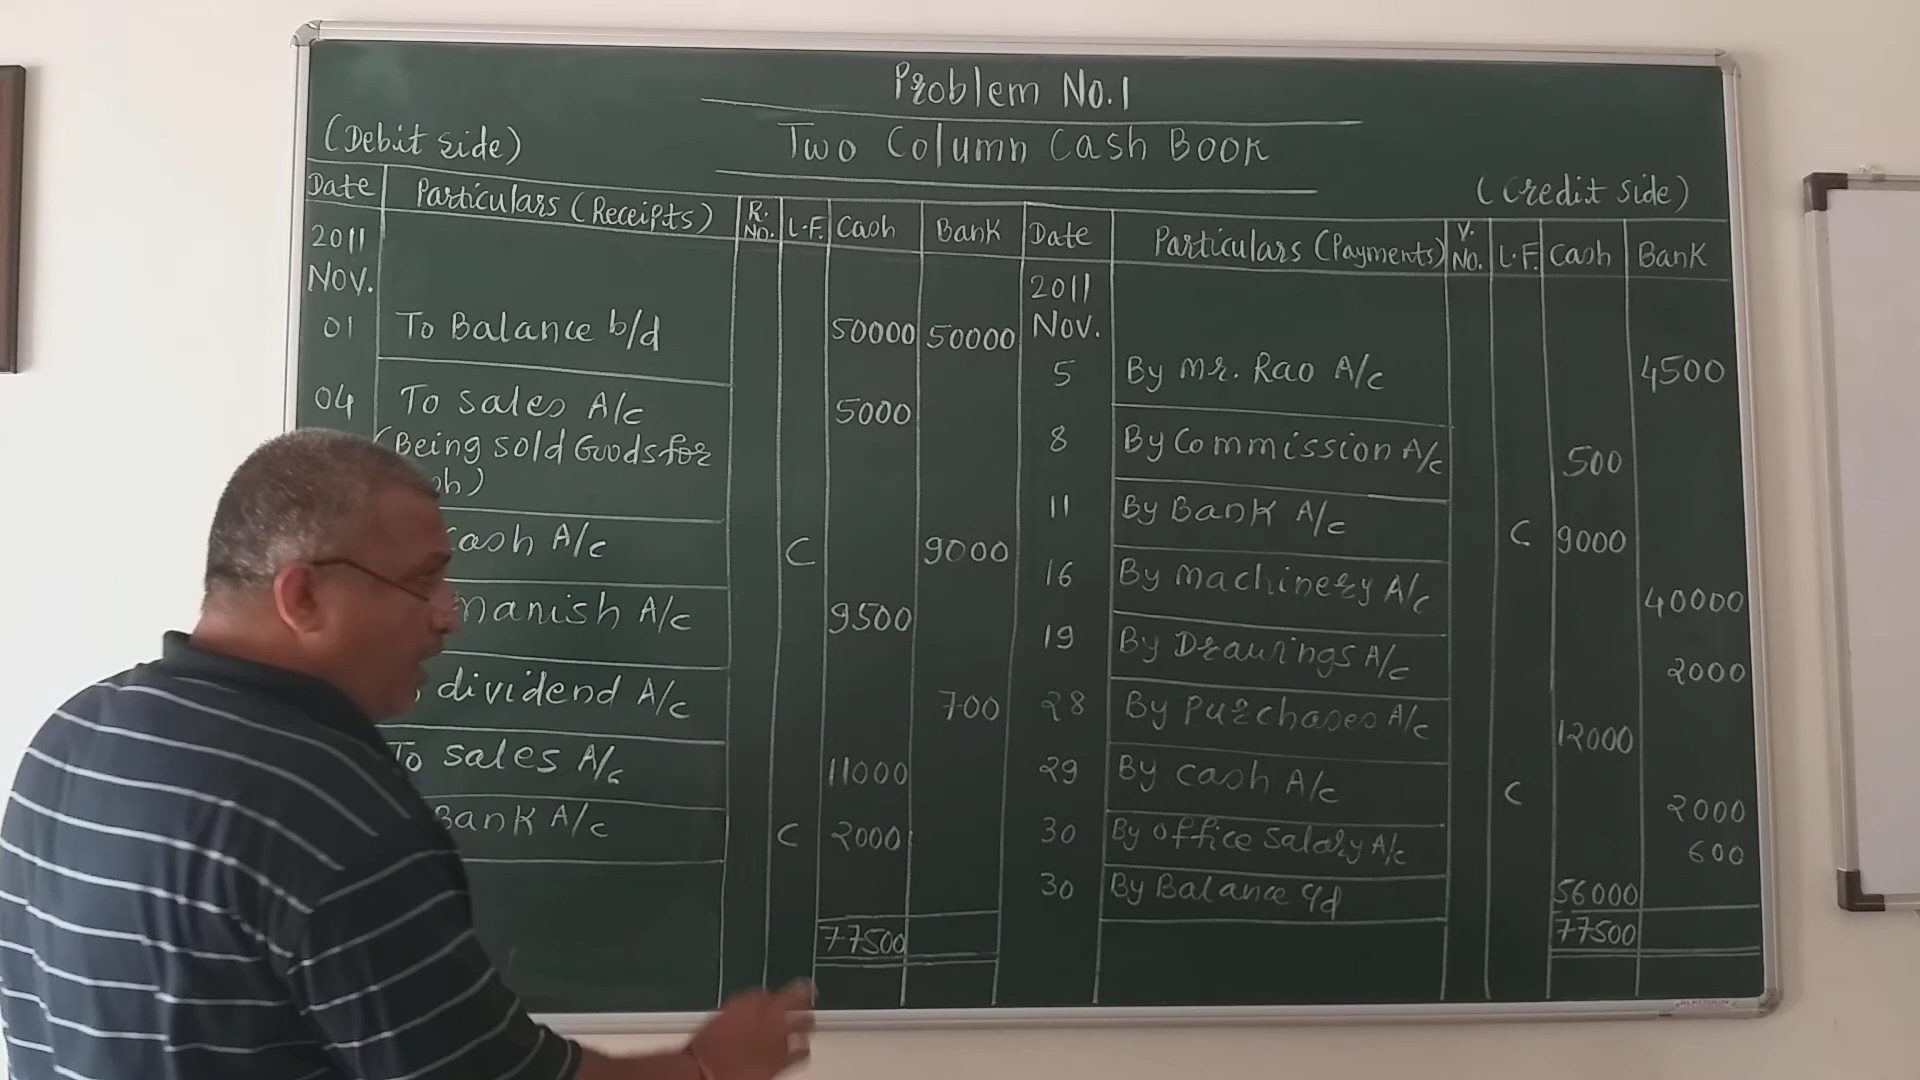 Problem No.1
Two Column Cash Book
(Debit side)
(Credit side)
Date Particulars (Receipts) R. No. L.F. Cash Bank Date Particulars (Payments) V. No. L.F. Cash Bank
2011 Nov.
2011 Nov.
01 To Balance b/d 50000 50000
5 By Mr. Rao A/c 4500
04 To Sales A/c 5000
(Being sold Goods for
8 By Commission A/c 500
11 By Bank A/c C 9000
Cash A/c C 9000
16 By Machinery A/c 40000
Manish A/c 9500
19 By Drawings A/c 2000
dividend A/c 700
28 By Purchases A/c 12000
To sales A/c 11000
29 By Cash A/c C 2000
Bank A/c C 2000
30 By Office Salary A/c 600
30 By Balance c/d 56000
77500
77500